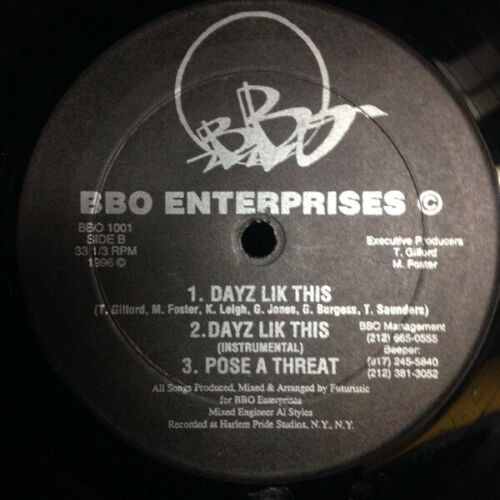 BBO
BBO ENTERPRISES ©
BBO 1001
SIDE B
33 1/3 RPM
1996 ©
Executive Producers
T. Gilford
M. Foster
1. DAYZ LIK THIS
(T. Gilford, M. Foster, K. Leigh, G. Jones, G. Burgess, T. Saunders)
2.DAYZ LIK THIS
(INSTRUMENTAL)
3. POSE A THREAT
BBO Management
(212) 665-0555
Beeper:
(917) 245-5840
(212) 381-3052
All Songs Produced, Mixed & Arranged by Futuristic
for BBO Enterprises
Mixed Engineer Al Styles
Recorded at Harlem Pride Studios, N.Y., N.Y.